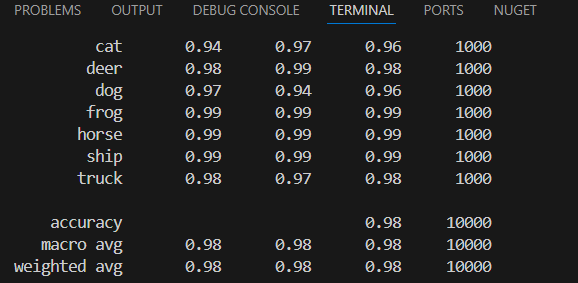 PROBLEMS OUTPUT DEBUG CONSOLE TERMINAL PORTS NUGET
cat 0.94 0.97 0.96 1000
deer 0.98 0.99 0.98 1000
dog 0.97 0.94 0.96 1000
frog 0.99 0.99 0.99 1000
horse 0.99 0.99 0.99 1000
ship 0.99 0.99 0.99 1000
truck 0.98 0.97 0.98 1000
accuracy 0.98 10000
macro avg 0.98 0.98 0.98 10000
weighted avg 0.98 0.98 0.98 10000